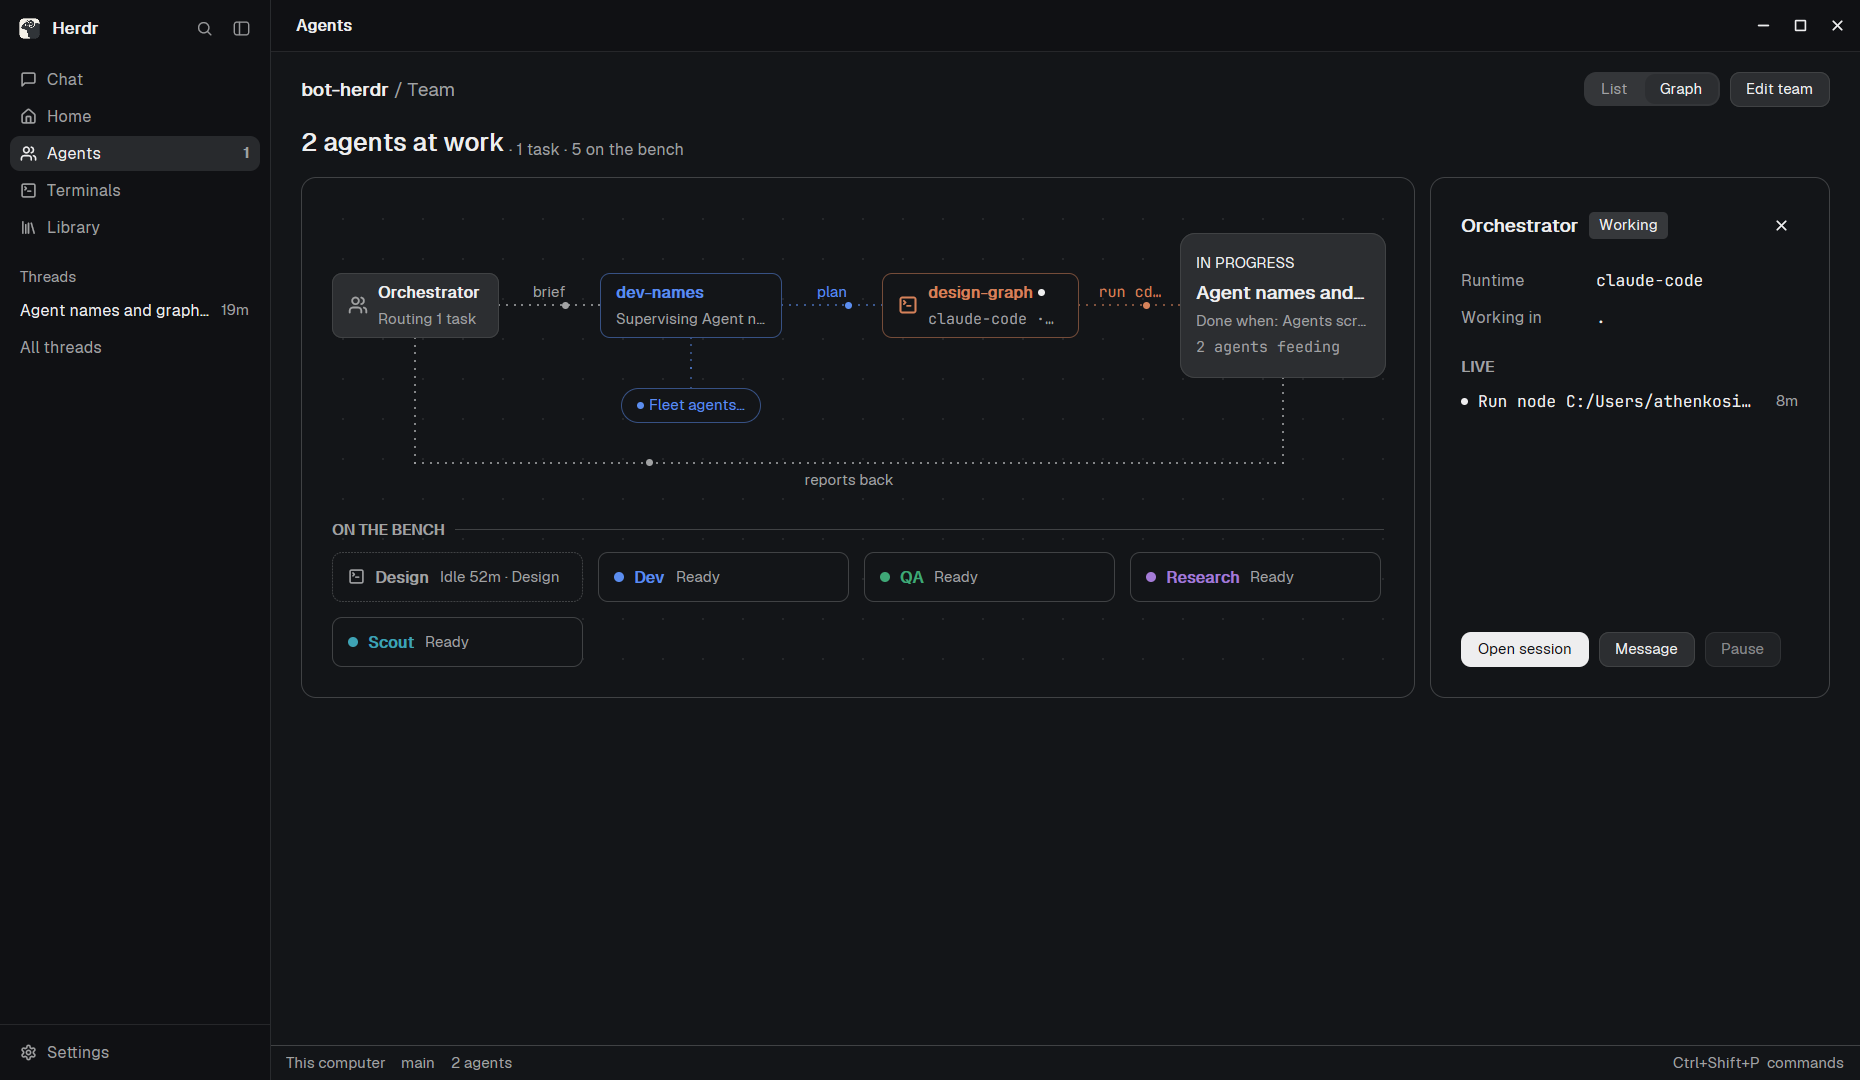 Herdr
Chat
Home
Agents 1
Terminals
Library
Threads
Agent names and graph... 19m
All threads
Settings
Agents
bot-herdr / Team
List Graph Edit team
2 agents at work · 1 task · 5 on the bench
Orchestrator
Routing 1 task
brief
dev-names
Supervising Agent n...
plan
design-graph
claude-code ·...
run cd...
IN PROGRESS
Agent names and...
Done when: Agents scr...
2 agents feeding
Fleet agents...
reports back
ON THE BENCH
Design Idle 52m · Design
Dev Ready
QA Ready
Research Ready
Scout Ready
Orchestrator Working
Runtime claude-code
Working in .
LIVE
Run node C:/Users/athenkosi... 8m
Open session Message Pause
This computer main 2 agents
Ctrl+Shift+P commands